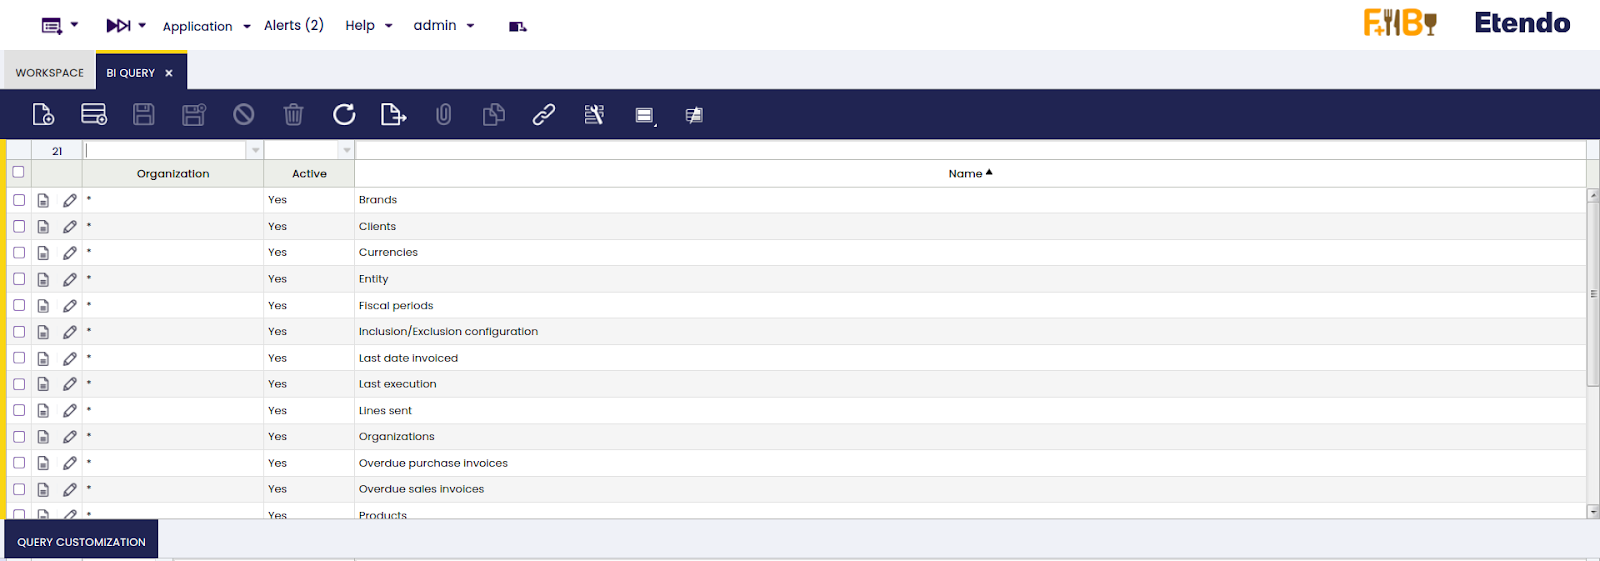 Application Alerts (2) Help admin F+B Etendo
WORKSPACE BI QUERY ×
21
Organization Active Name
* Yes Brands
* Yes Clients
* Yes Currencies
* Yes Entity
* Yes Fiscal periods
* Yes Inclusion/Exclusion configuration
* Yes Last date invoiced
* Yes Last execution
* Yes Lines sent
* Yes Organizations
* Yes Overdue purchase invoices
* Yes Overdue sales invoices
* Yes Products
QUERY CUSTOMIZATION